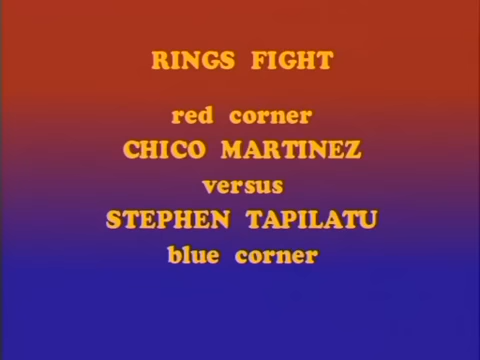 RINGS FIGHT
red corner
CHICO MARTINEZ
versus
STEPHEN TAPILATU
blue corner